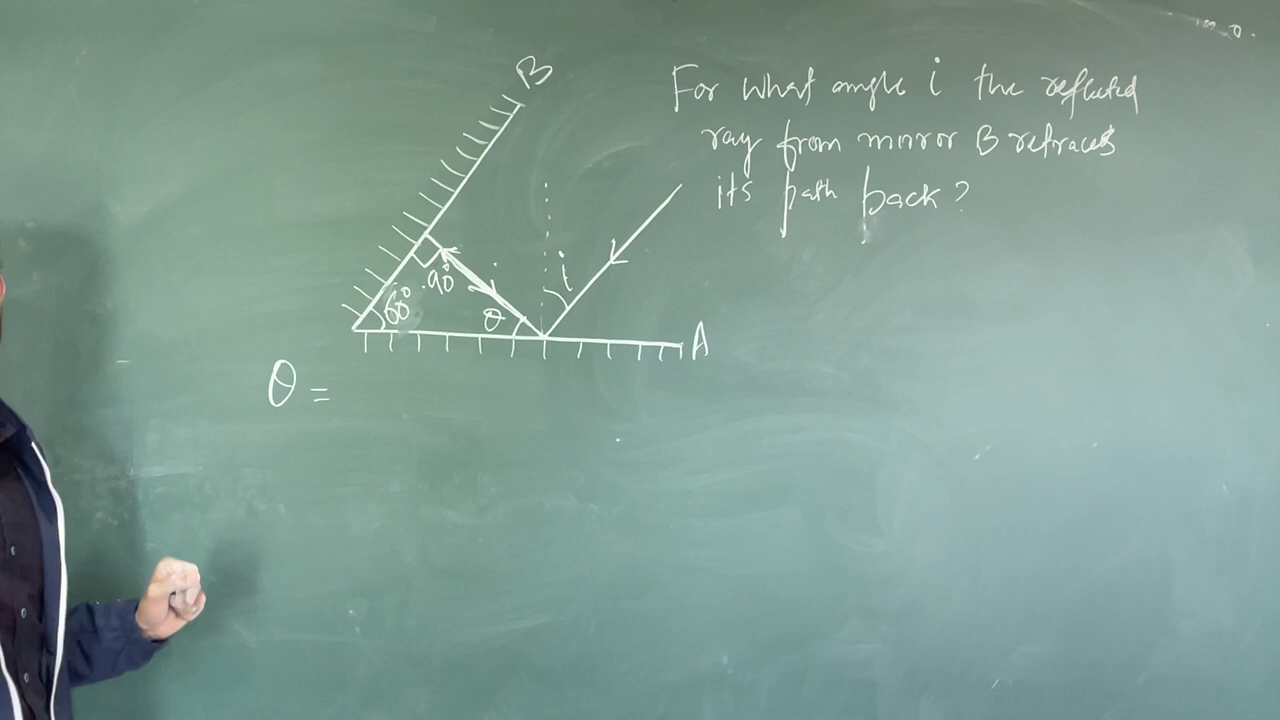 B
For what angle i the reflected
ray from mirror B retraces
its path back?
i
90°
60°
θ
A
θ =